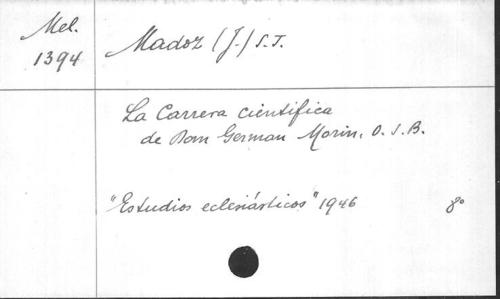 Mel.
1394
Madoz (J.) S.J.
La Carrera científica
de Dom German Morin, O.S.B.
"Estudios eclesiásticos" 1946 8°